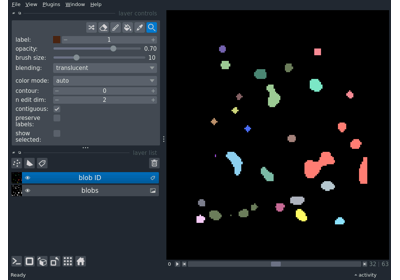 File View Plugins Window Help
layer controls
label: 1
opacity: 0.70
brush size: 10
blending: translucent
color mode: auto
contour: 0
n edit dim: 2
contiguous:
preserve
labels:
show
selected:
layer list
blob ID
blobs
32 63
Ready
activity